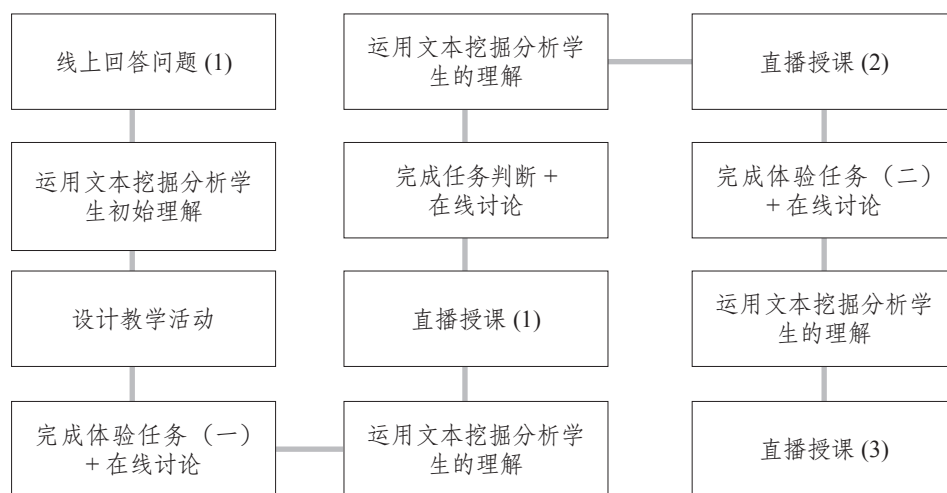 线上回答问题 (1)
运用文本挖掘分析学
生初始理解
设计教学活动
完成体验任务（一）
+ 在线讨论
运用文本挖掘分析学
生的理解
直播授课 (1)
完成任务判断 +
在线讨论
运用文本挖掘分析学
生的理解
直播授课 (2)
完成体验任务（二）
+ 在线讨论
运用文本挖掘分析学
生的理解
直播授课 (3)